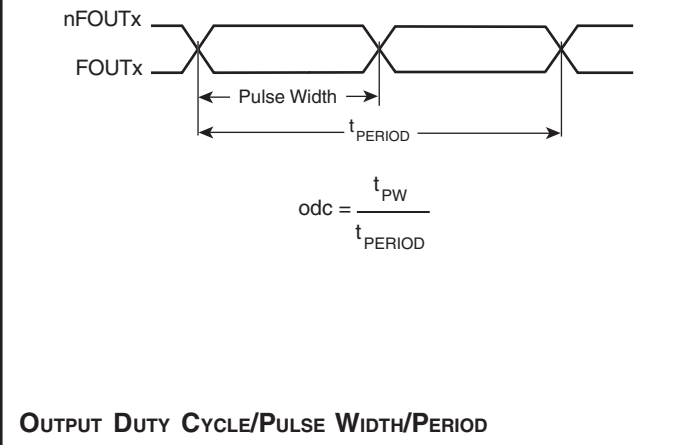 nFOUTx
FOUTx
Pulse Width
tPERIOD
odc = tPW
tPERIOD
OUTPUT DUTY CYCLE/PULSE WIDTH/PERIOD